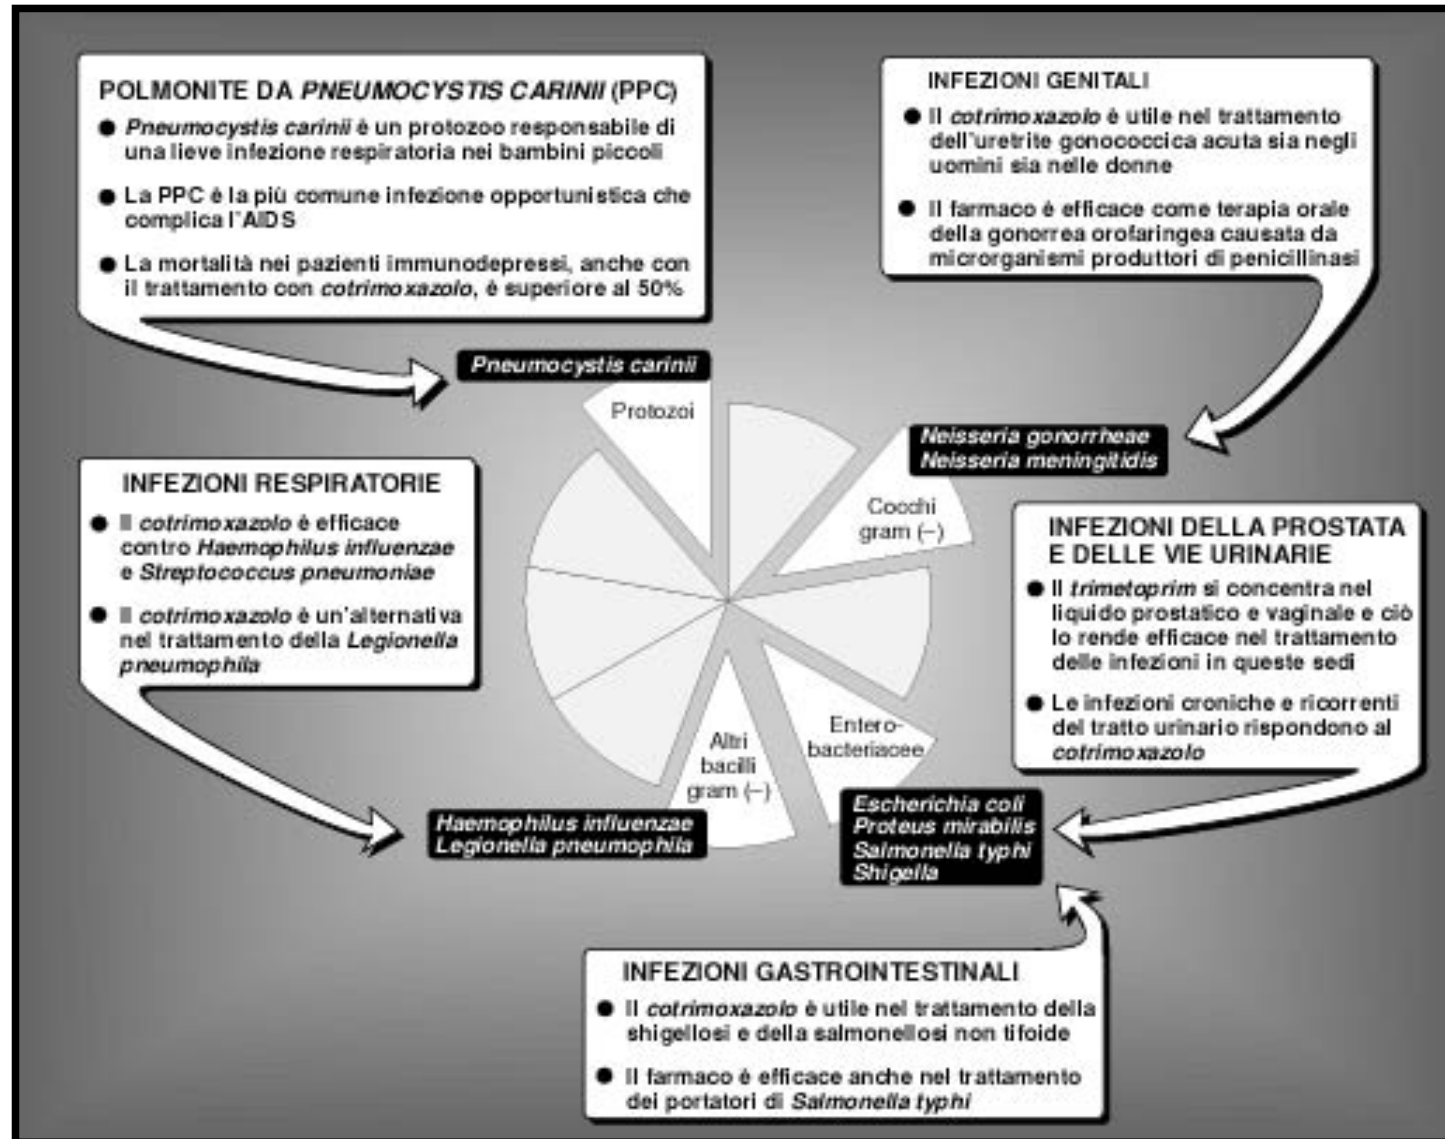 POLMONITE DA PNEUMOCYSTIS CARINII (PPC)
● Pneumocystis carinii è un protozoo responsabile di
una lieve infezione respiratoria nei bambini piccoli
● La PPC è la più comune infezione opportunistica che
complica l'AIDS
● La mortalità nei pazienti immunodepressi, anche con
il trattamento con cotrimoxazolo, è superiore al 50%
INFEZIONI GENITALI
● Il cotrimoxazolo è utile nel trattamento
dell'uretrite gonococcica acuta sia negli
uomini sia nelle donne
● Il farmaco è efficace come terapia orale
della gonorrea orofaringea causata da
microrganismi produttori di penicillinasi
Pneumocystis carinii
Protozoi
Neisseria gonorrheae
Neisseria meningitidis
Cocchi
gram (–)
INFEZIONI RESPIRATORIE
● Il cotrimoxazolo è efficace
contro Haemophilus influenzae
e Streptococcus pneumoniae
● Il cotrimoxazolo è un'alternativa
nel trattamento della Legionella
pneumophila
INFEZIONI DELLA PROSTATA
E DELLE VIE URINARIE
● Il trimetoprim si concentra nel
liquido prostatico e vaginale e ciò
lo rende efficace nel trattamento
delle infezioni in queste sedi
● Le infezioni croniche e ricorrenti
del tratto urinario rispondono al
cotrimoxazolo
Altri
bacilli
gram (–)
Entero-
bacteriacee
Haemophilus influenzae
Legionella pneumophila
Escherichia coli
Proteus mirabilis
Salmonella typhi
Shigella
INFEZIONI GASTROINTESTINALI
● Il cotrimoxazolo è utile nel trattamento della
shigellosi e della salmonellosi non tifoide
● Il farmaco è efficace anche nel trattamento
dei portatori di Salmonella typhi